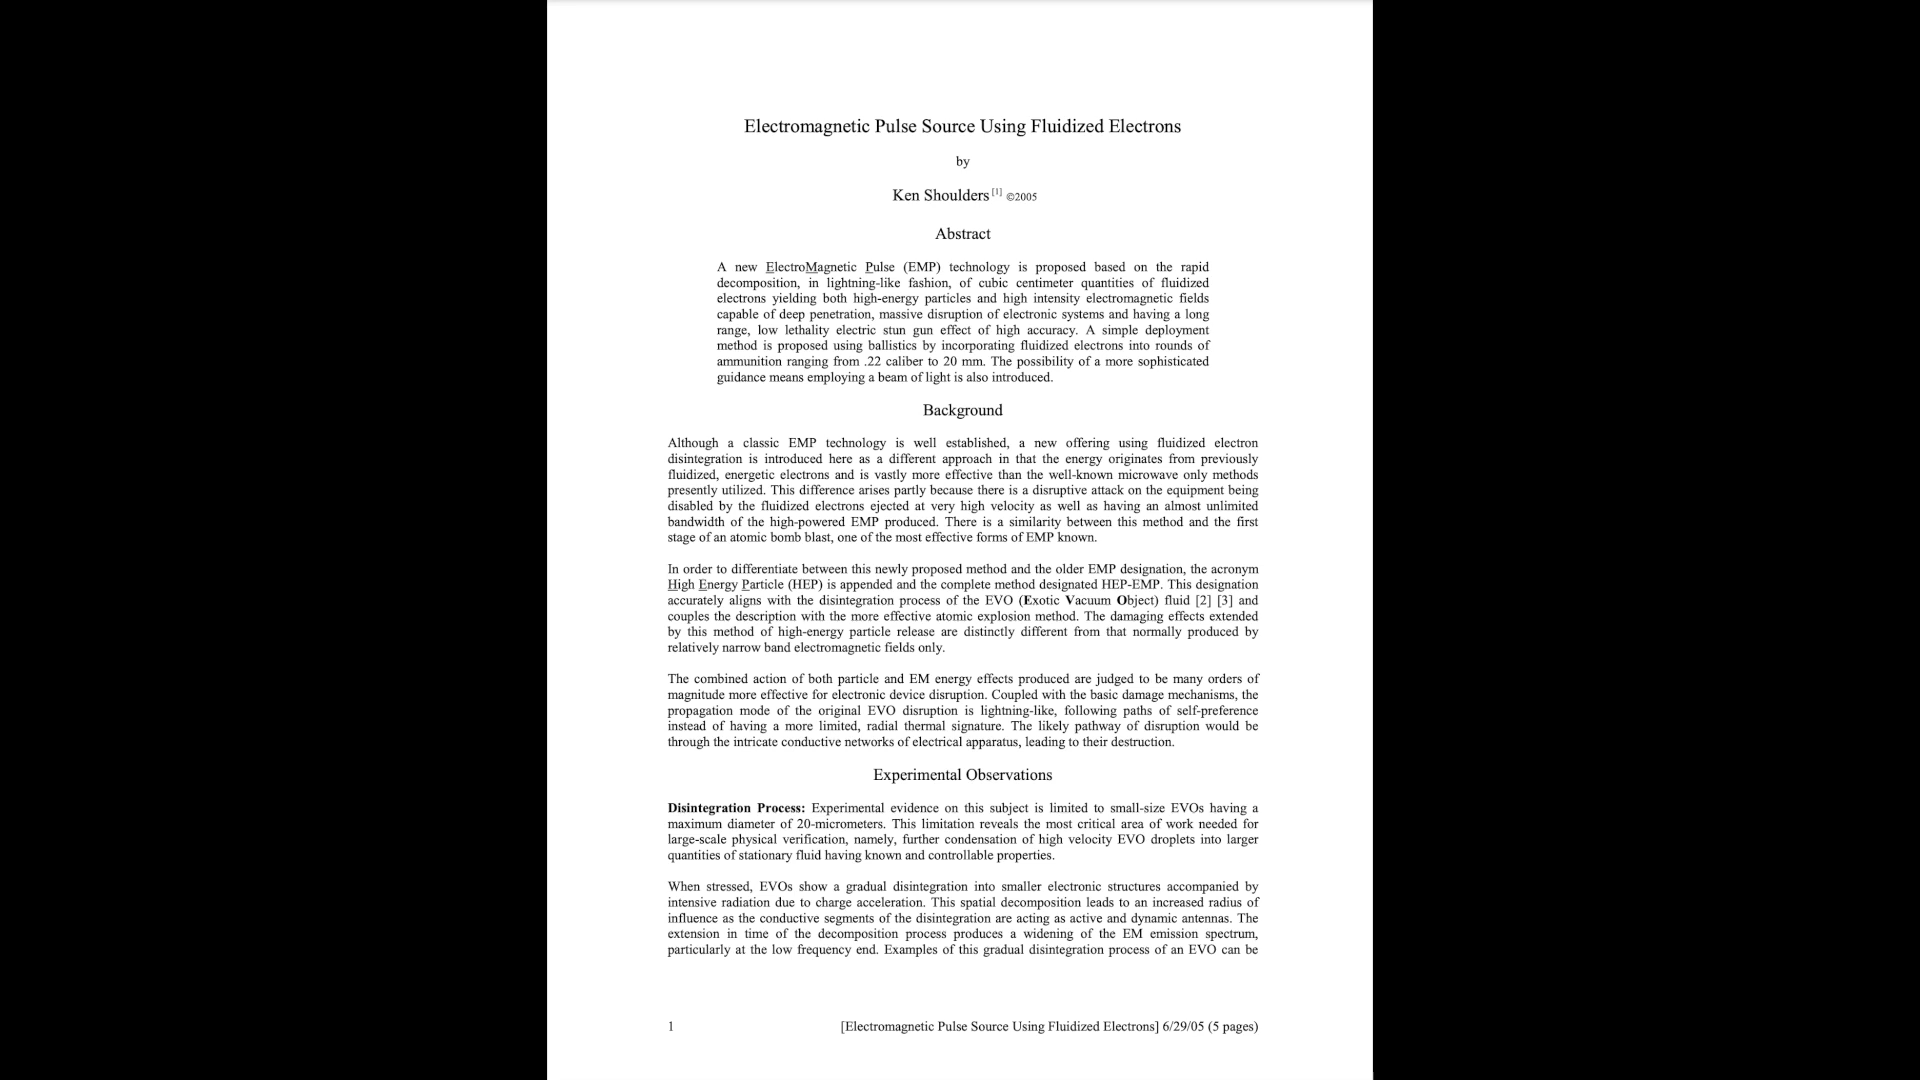 Electromagnetic Pulse Source Using Fluidized Electrons
by
Ken Shoulders [1] ©2005
Abstract
A new ElectroMagnetic Pulse (EMP) technology is proposed based on the rapid
decomposition, in lightning-like fashion, of cubic centimeter quantities of fluidized
electrons yielding both high-energy particles and high intensity electromagnetic fields
capable of deep penetration, massive disruption of electronic systems and having a long
range, low lethality electric stun gun effect of high accuracy. A simple deployment
method is proposed using ballistics by incorporating fluidized electrons into rounds of
ammunition ranging from .22 caliber to 20 mm. The possibility of a more sophisticated
guidance means employing a beam of light is also introduced.
Background
Although a classic EMP technology is well established, a new offering using fluidized electron
disintegration is introduced here as a different approach in that the energy originates from previously
fluidized, energetic electrons and is vastly more effective than the well-known microwave only methods
presently utilized. This difference arises partly because there is a disruptive attack on the equipment being
disabled by the fluidized electrons ejected at very high velocity as well as having an almost unlimited
bandwidth of the high-powered EMP produced. There is a similarity between this method and the first
stage of an atomic bomb blast, one of the most effective forms of EMP known.
In order to differentiate between this newly proposed method and the older EMP designation, the acronym
High Energy Particle (HEP) is appended and the complete method designated HEP-EMP. This designation
accurately aligns with the disintegration process of the EVO (Exotic Vacuum Object) fluid [2] [3] and
couples the description with the more effective atomic explosion method. The damaging effects extended
by this method of high-energy particle release are distinctly different from that normally produced by
relatively narrow band electromagnetic fields only.
The combined action of both particle and EM energy effects produced are judged to be many orders of
magnitude more effective for electronic device disruption. Coupled with the basic damage mechanisms, the
propagation mode of the original EVO disruption is lightning-like, following paths of self-preference
instead of having a more limited, radial thermal signature. The likely pathway of disruption would be
through the intricate conductive networks of electrical apparatus, leading to their destruction.
Experimental Observations
Disintegration Process: Experimental evidence on this subject is limited to small-size EVOs having a
maximum diameter of 20-micrometers. This limitation reveals the most critical area of work needed for
large-scale physical verification, namely, further condensation of high velocity EVO droplets into larger
quantities of stationary fluid having known and controllable properties.
When stressed, EVOs show a gradual disintegration into smaller electronic structures accompanied by
intensive radiation due to charge acceleration. This spatial decomposition leads to an increased radius of
influence as the conductive segments of the disintegration are acting as active and dynamic antennas. The
extension in time of the decomposition process produces a widening of the EM emission spectrum,
particularly at the low frequency end. Examples of this gradual disintegration process of an EVO can be
1 [Electromagnetic Pulse Source Using Fluidized Electrons] 6/29/05 (5 pages)